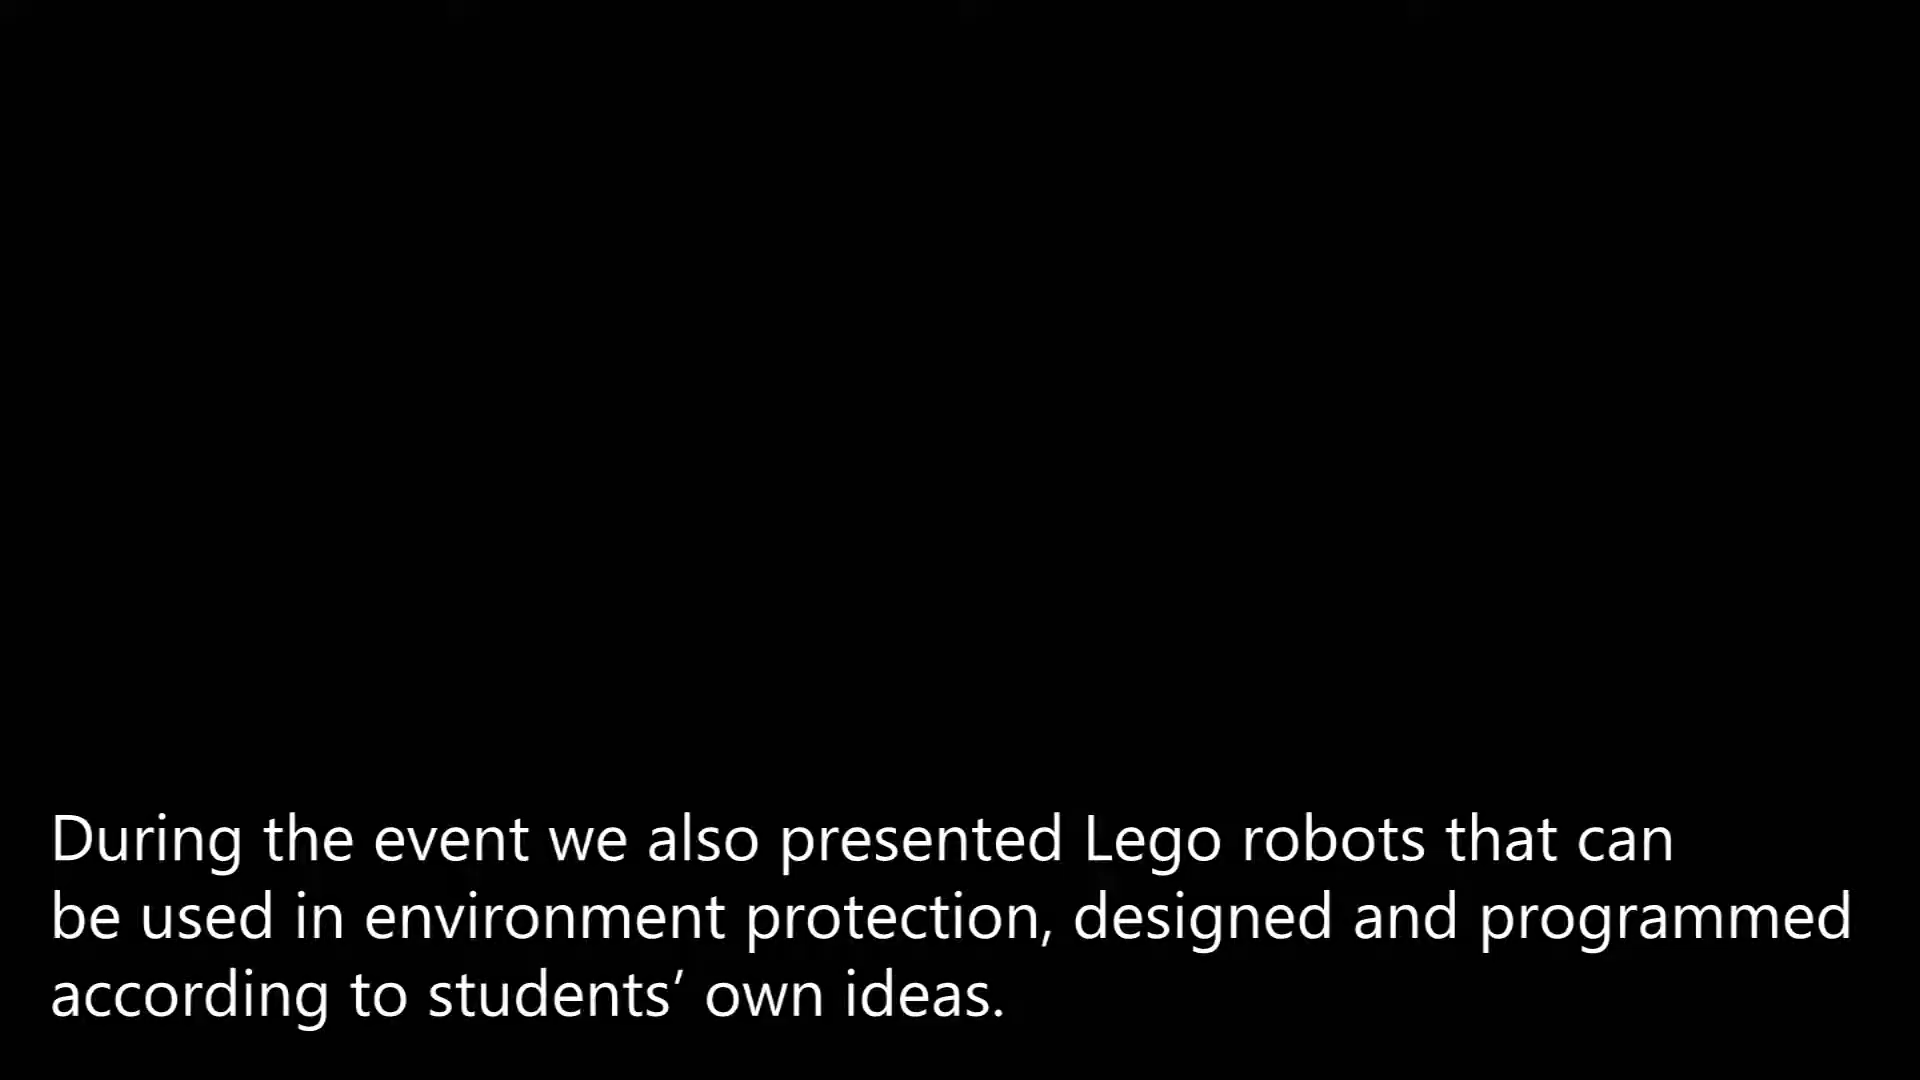 During the event we also presented Lego robots that can
be used in environment protection, designed and programmed
according to students’ own ideas.